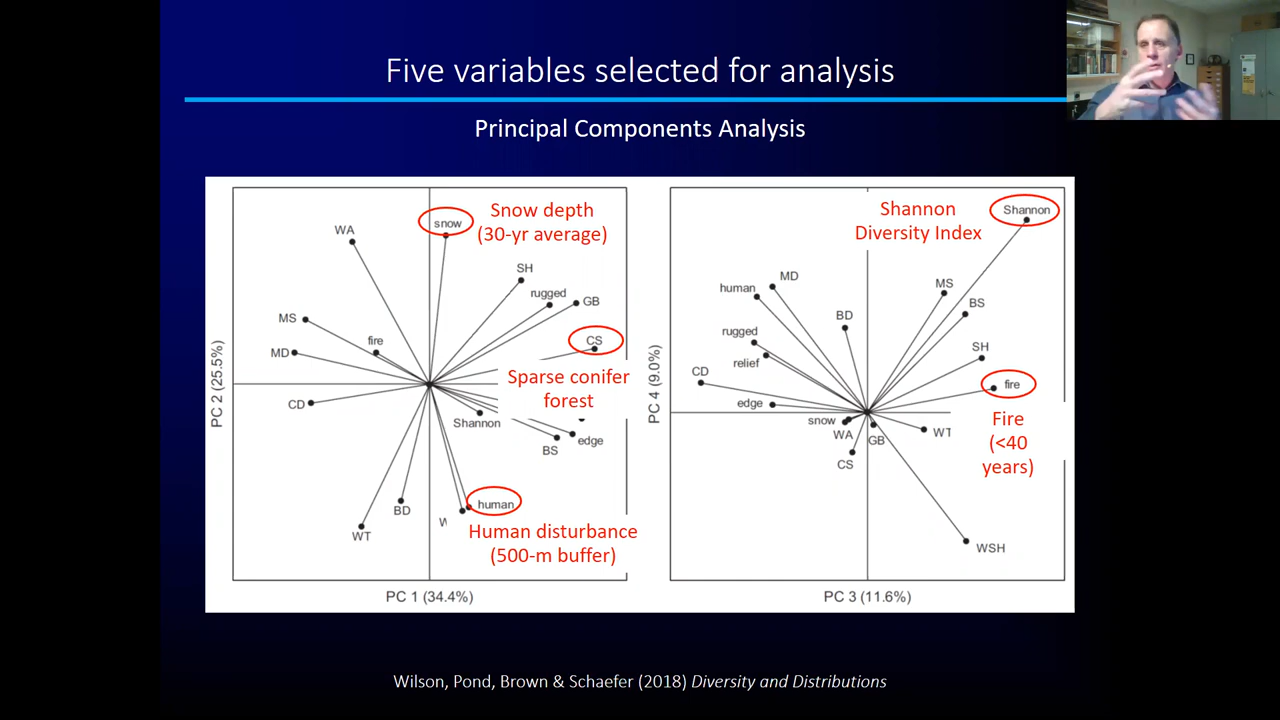 Five variables selected for analysis
Principal Components Analysis
snow
Snow depth
(30-yr average)
WA
SH
rugged
GB
MS
fire
CS
MD
Sparse conifer
forest
CD
Shannon
edge
BS
BD
human
W
WT
Human disturbance
(500-m buffer)
PC 2 (25.5%)
PC 1 (34.4%)
Shannon
Diversity Index
Shannon
MD
human
MS
BS
BD
rugged
relief
SH
CD
fire
edge
snow
WA
GB
WT
CS
Fire
(<40
years)
WSH
PC 4 (9.0%)
PC 3 (11.6%)
Wilson, Pond, Brown & Schaefer (2018) Diversity and Distributions